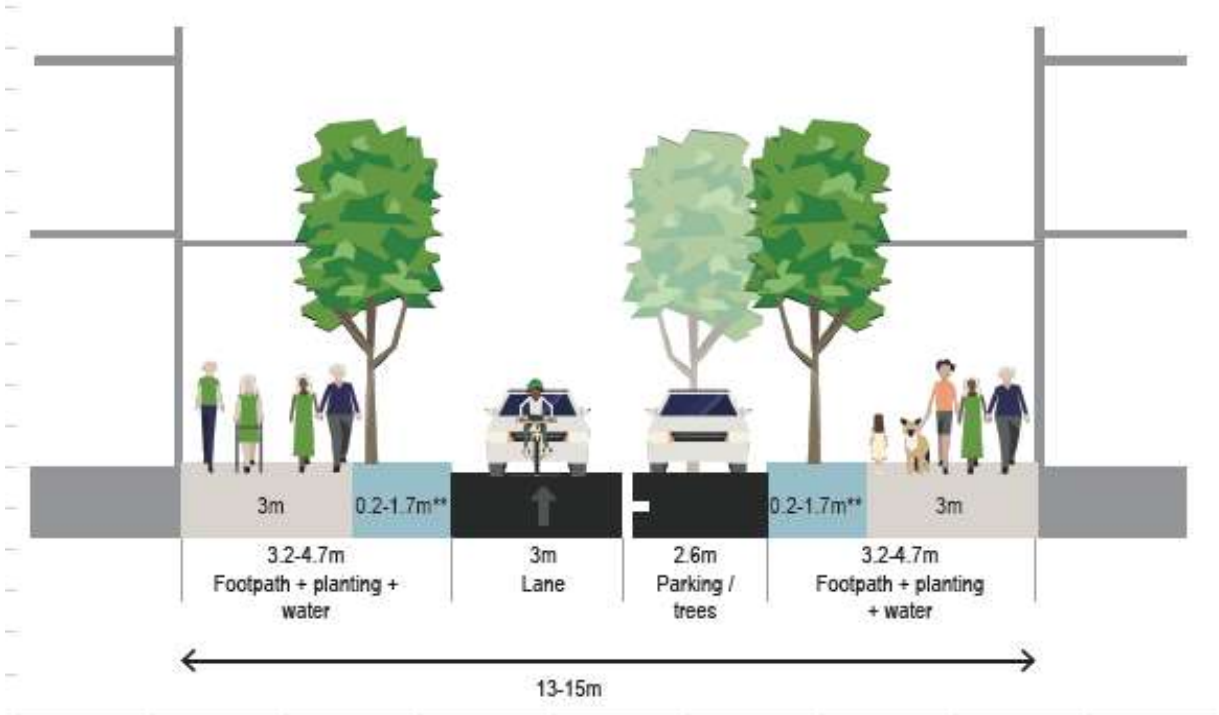 3m
0.2-1.7m**
0.2-1.7m**
3m
3.2-4.7m
Footpath + planting +
water
3m
Lane
2.6m
Parking /
trees
3.2-4.7m
Footpath + planting
+ water
13-15m